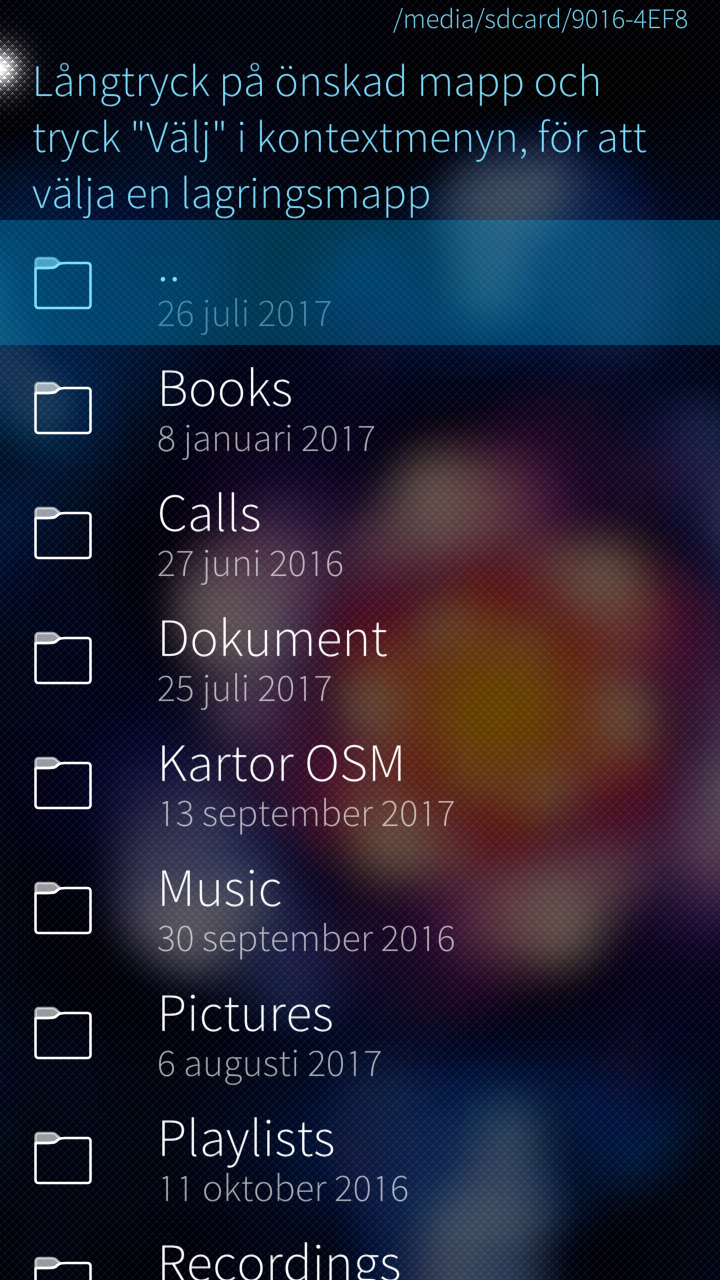 /media/sdcard/9016-4EF8
Långtryck på önskad mapp och
tryck "Välj" i kontextmenyn, för att
välja en lagringsmapp
..
26 juli 2017
Books
8 januari 2017
Calls
27 juni 2016
Dokument
25 juli 2017
Kartor OSM
13 september 2017
Music
30 september 2016
Pictures
6 augusti 2017
Playlists
11 oktober 2016
Recordings